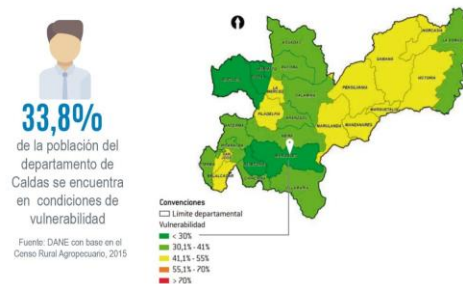 33,8%
de la población del
departamento de
Caldas se encuentra
en condiciones de
vulnerabilidad
Fuente: DANE con base en el
Censo Rural Agropecuario, 2015
AGUADAS
PÁCORA
SALAMINA
LA MERCED
FILADELFIA
ARANZAZU
NEIRA
MARULANDA
PENSILVANIA
SAMANÁ
NORCASIA
VICTORIA
LA DORADA
MARQUETALIA
MANZANARES
VILLAMARÍA
Convenciones
Límite departamental
Vulnerabilidad
< 30%
30,1% - 41%
41,1% - 55%
55,1% - 70%
> 70%